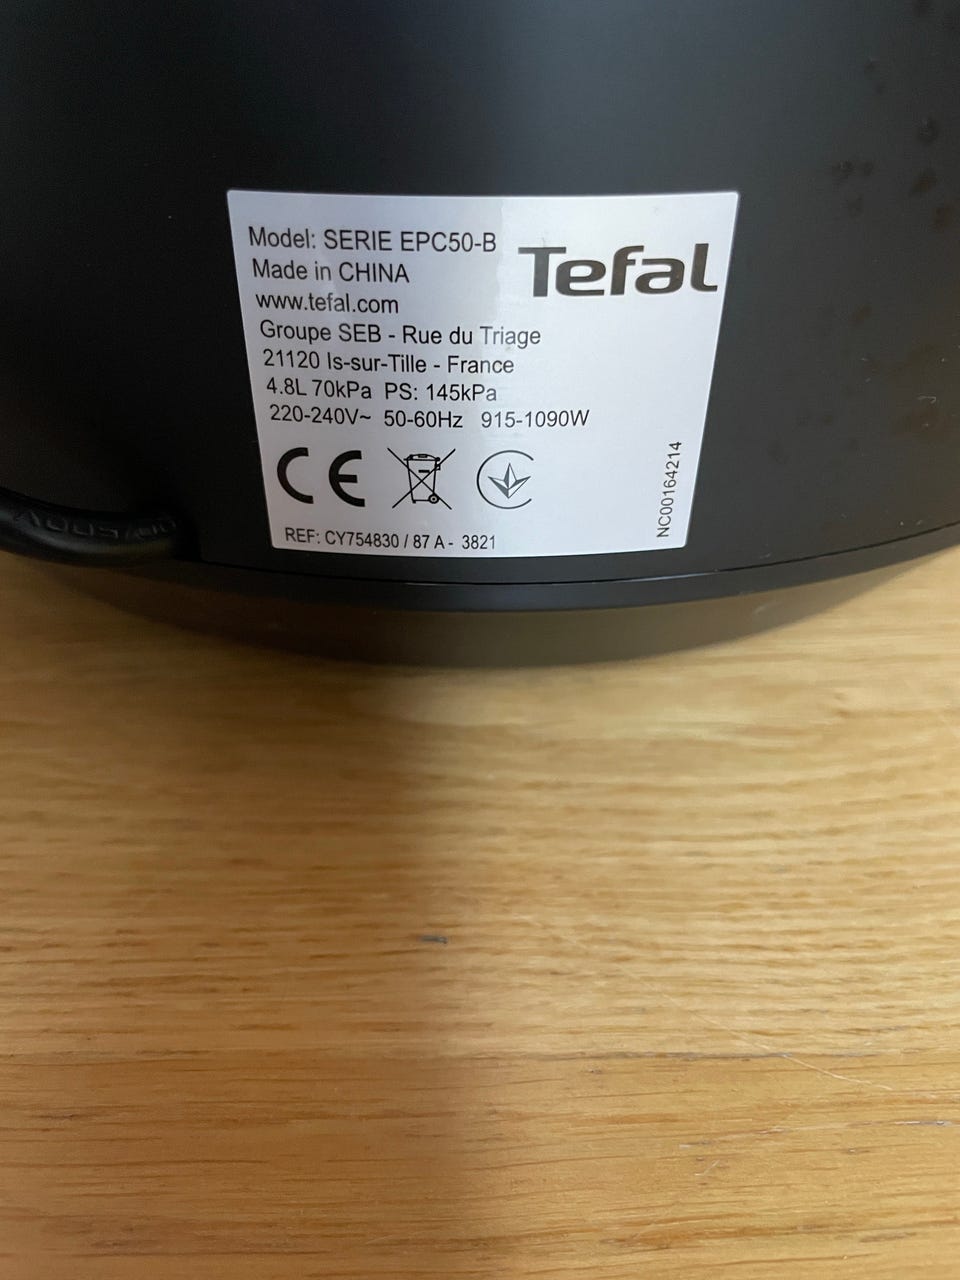 Model: SERIE EPC50-B
Tefal
Made in CHINA
www.tefal.com
Groupe SEB - Rue du Triage
21120 Is-sur-Tille - France
4.8L 70kPa PS: 145kPa
220-240V~ 50-60Hz 915-1090W
CE
REF: CY754830 / 87 A - 3821
NC00164214